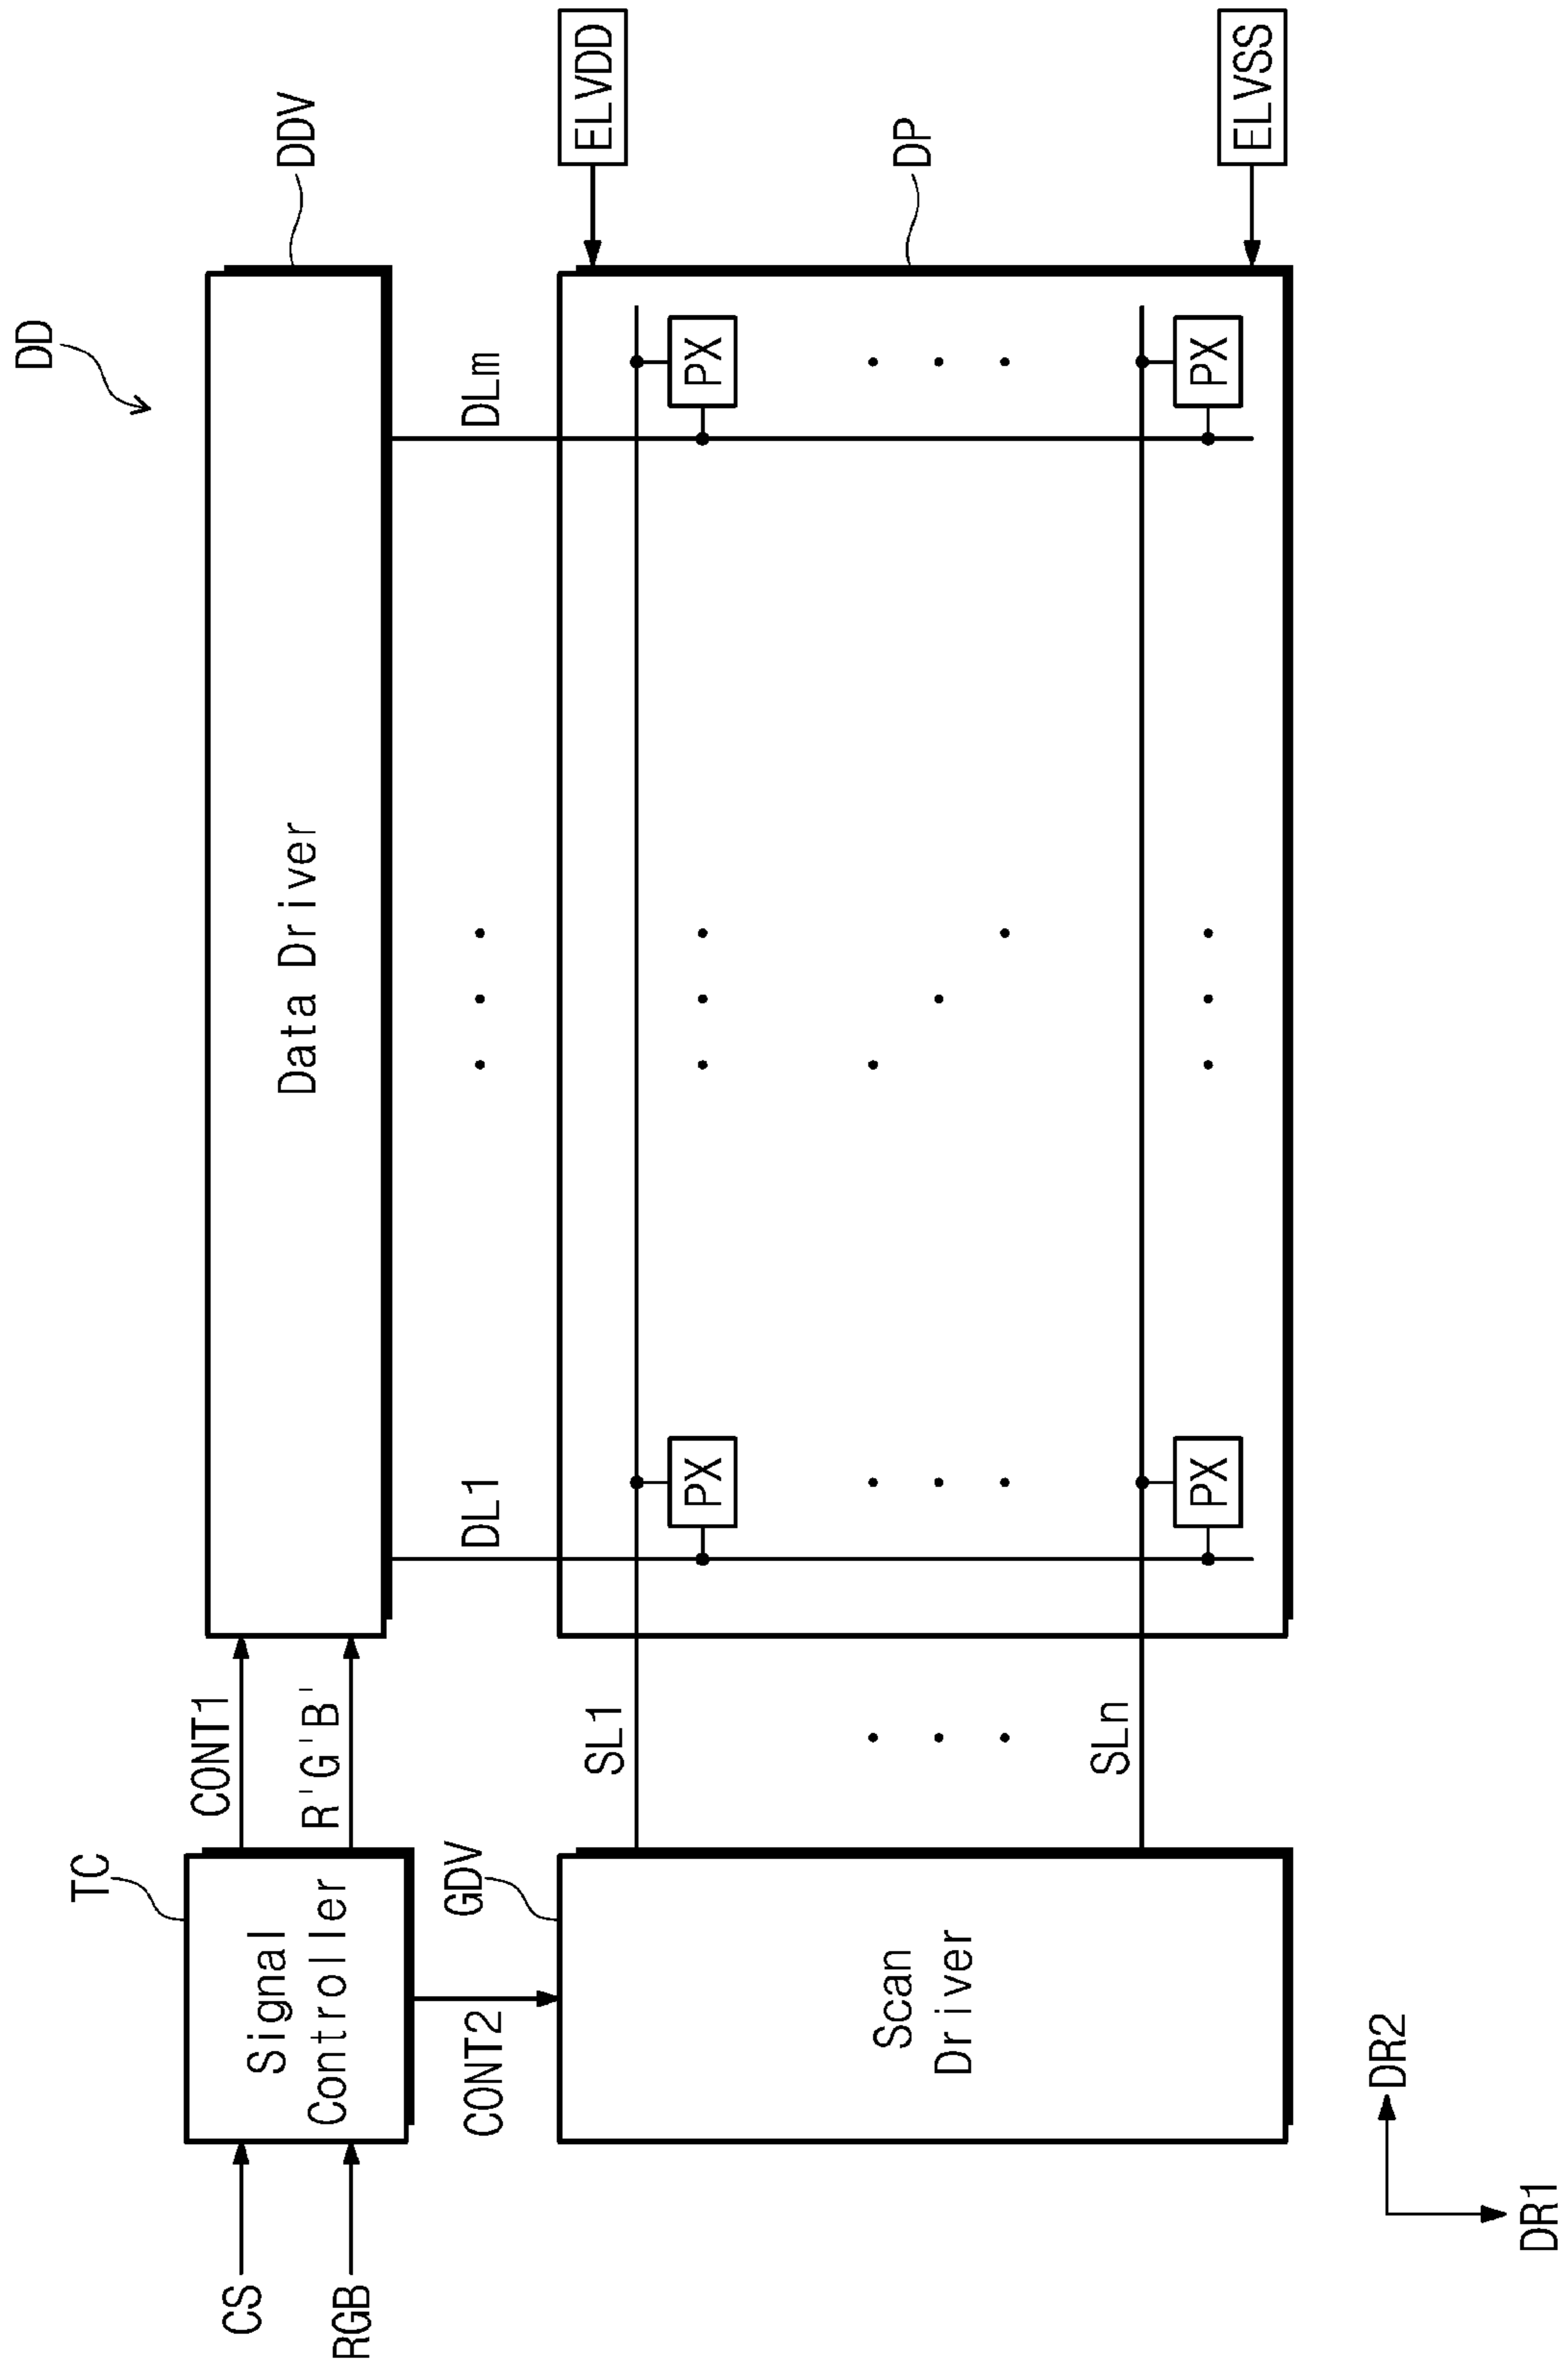 DD
TC
CS
RGB
Signal
Controller
CONT1
R'G'B'
Data Driver
DDV
CONT2
GDV
DL1
DLm
ELVDD
SL1
PX
PX
Scan
Driver
DP
SLn
PX
PX
ELVSS
DR2
DR1